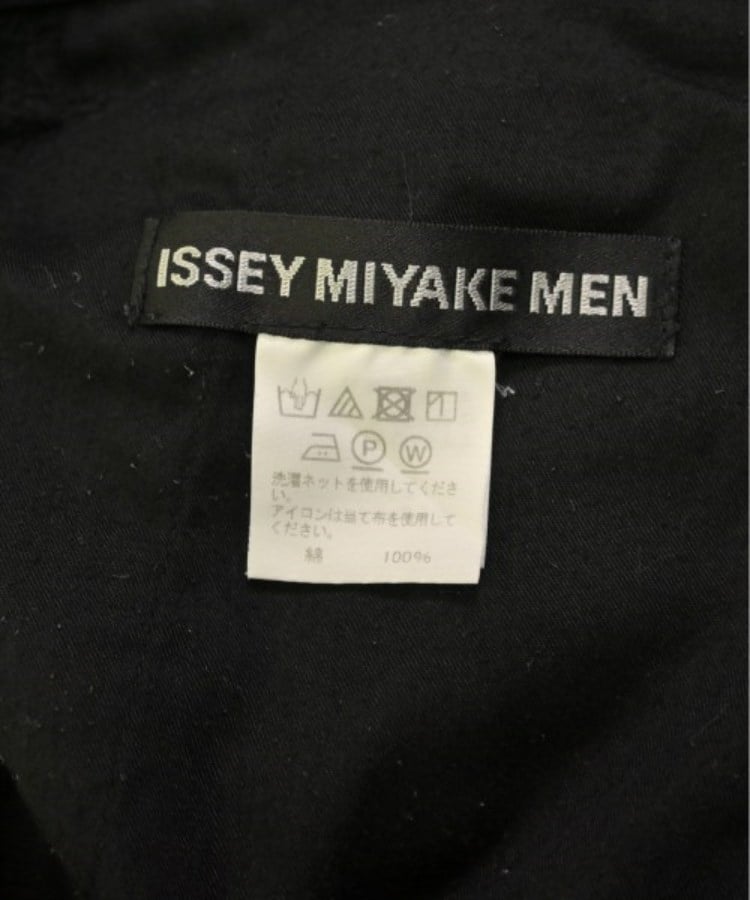 ISSEY MIYAKE MEN
P W
洗濯ネットを使用してくださ
い。
アイロンは当て布を使用して
ください。
綿 100%